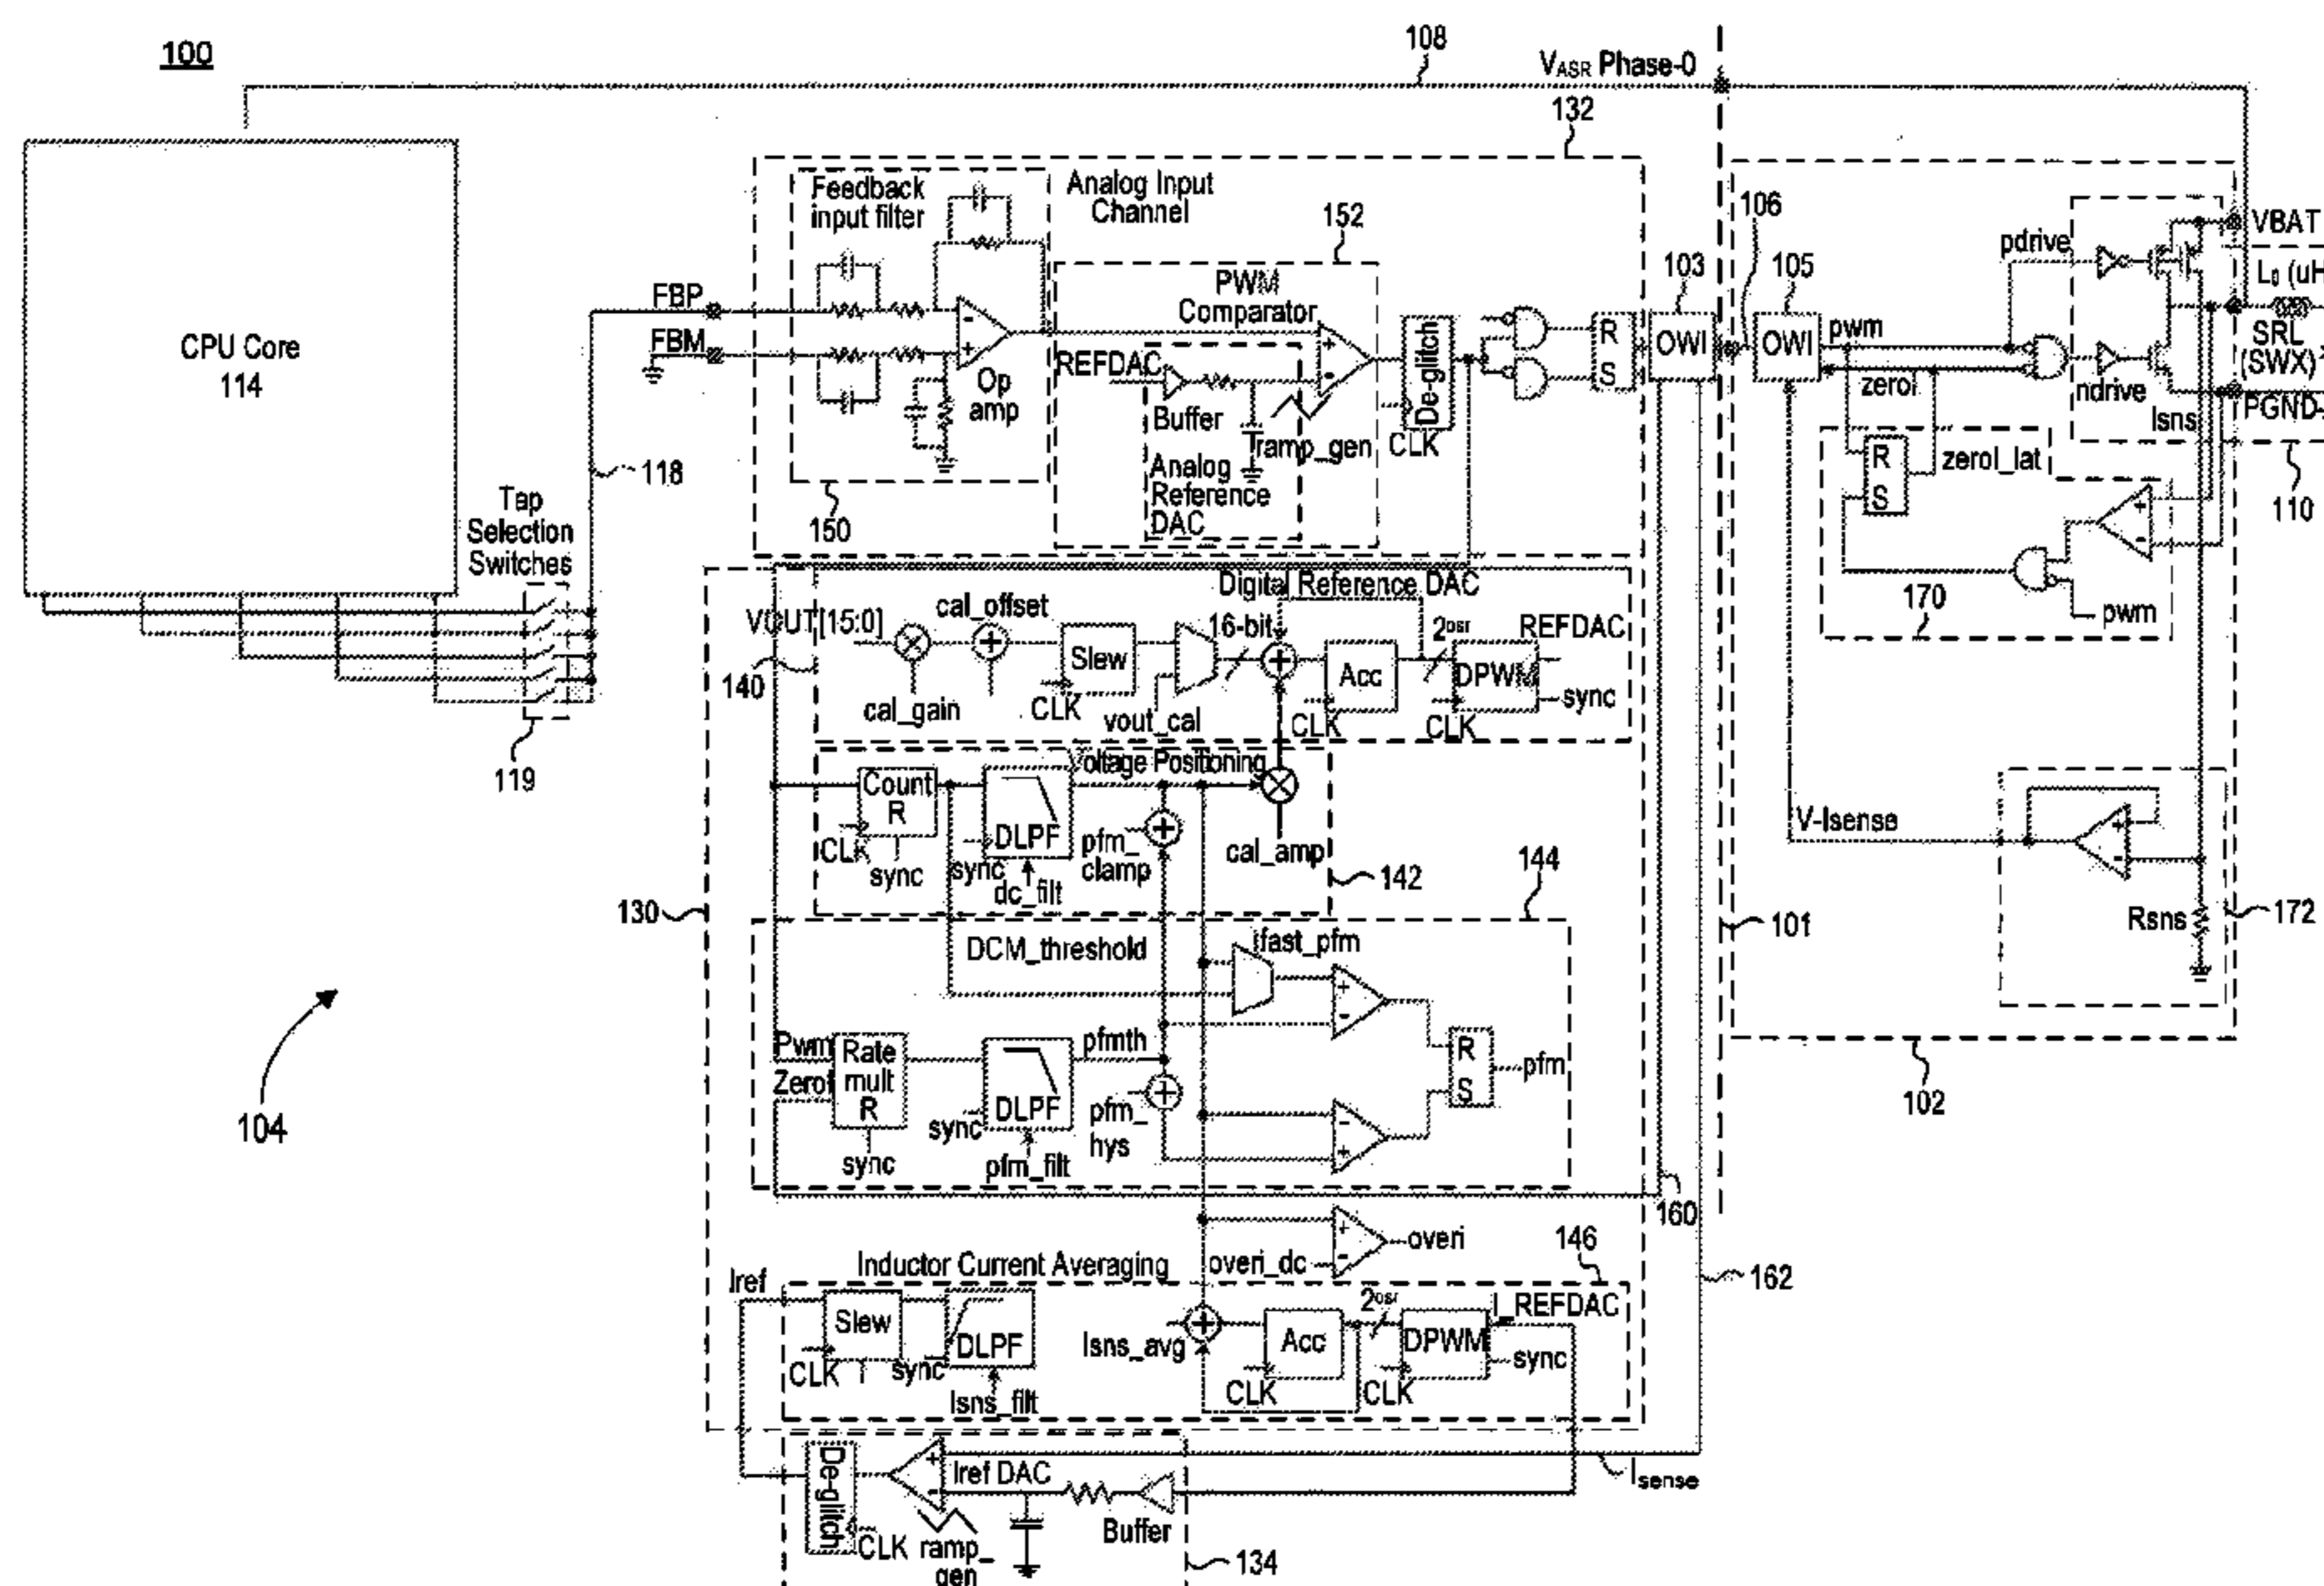 100
108
VASR Phase-0
132
CPU Core
114
Feedback
input filter
Analog Input
Channel
152
FBP
FBM
PWM
Comparator
REFDAC
Op
amp
Buffer
ramp_gen
Analog
Reference
DAC
De-glitch
CLK
R
S
103
OWI
106
105
OWI
pwm
zeroI
pdrive
ndrive
Isns
VBAT
L0 (uH
SRL
(SWX)
PGND-
110
R
S
zeroI_lat
170
pwm
118
Tap
Selection
Switches
119
150
Digital Reference DAC
VOUT[15:0]
cal_offset
140
cal_gain
Slew
CLK
vout_cal
16-bit
Acc
CLK
2osr
DPWM
CLK
REFDAC
sync
Voltage Positioning
Count
R
CLK
sync
DLPF
sync
dc_filt
pfm_
clamp
cal_amp
142
144
130
DCM_threshold
ifast_pfm
Pwm
ZeroI
Rate
mult
R
sync
DLPF
sync
pfm_filt
pfmth
pfm_
hys
R
S
pfm
V-Isense
Rsns
172
101
102
104
160
162
overi
overi_dc
146
Inductor Current Averaging
Iref
Slew
CLK
sync
DLPF
Isns_filt
Isns_avg
Acc
CLK
2osr
DPWM
CLK
I_REFDAC
sync
De-glitch
CLK
Iref DAC
ramp_
gen
Buffer
Isense
134